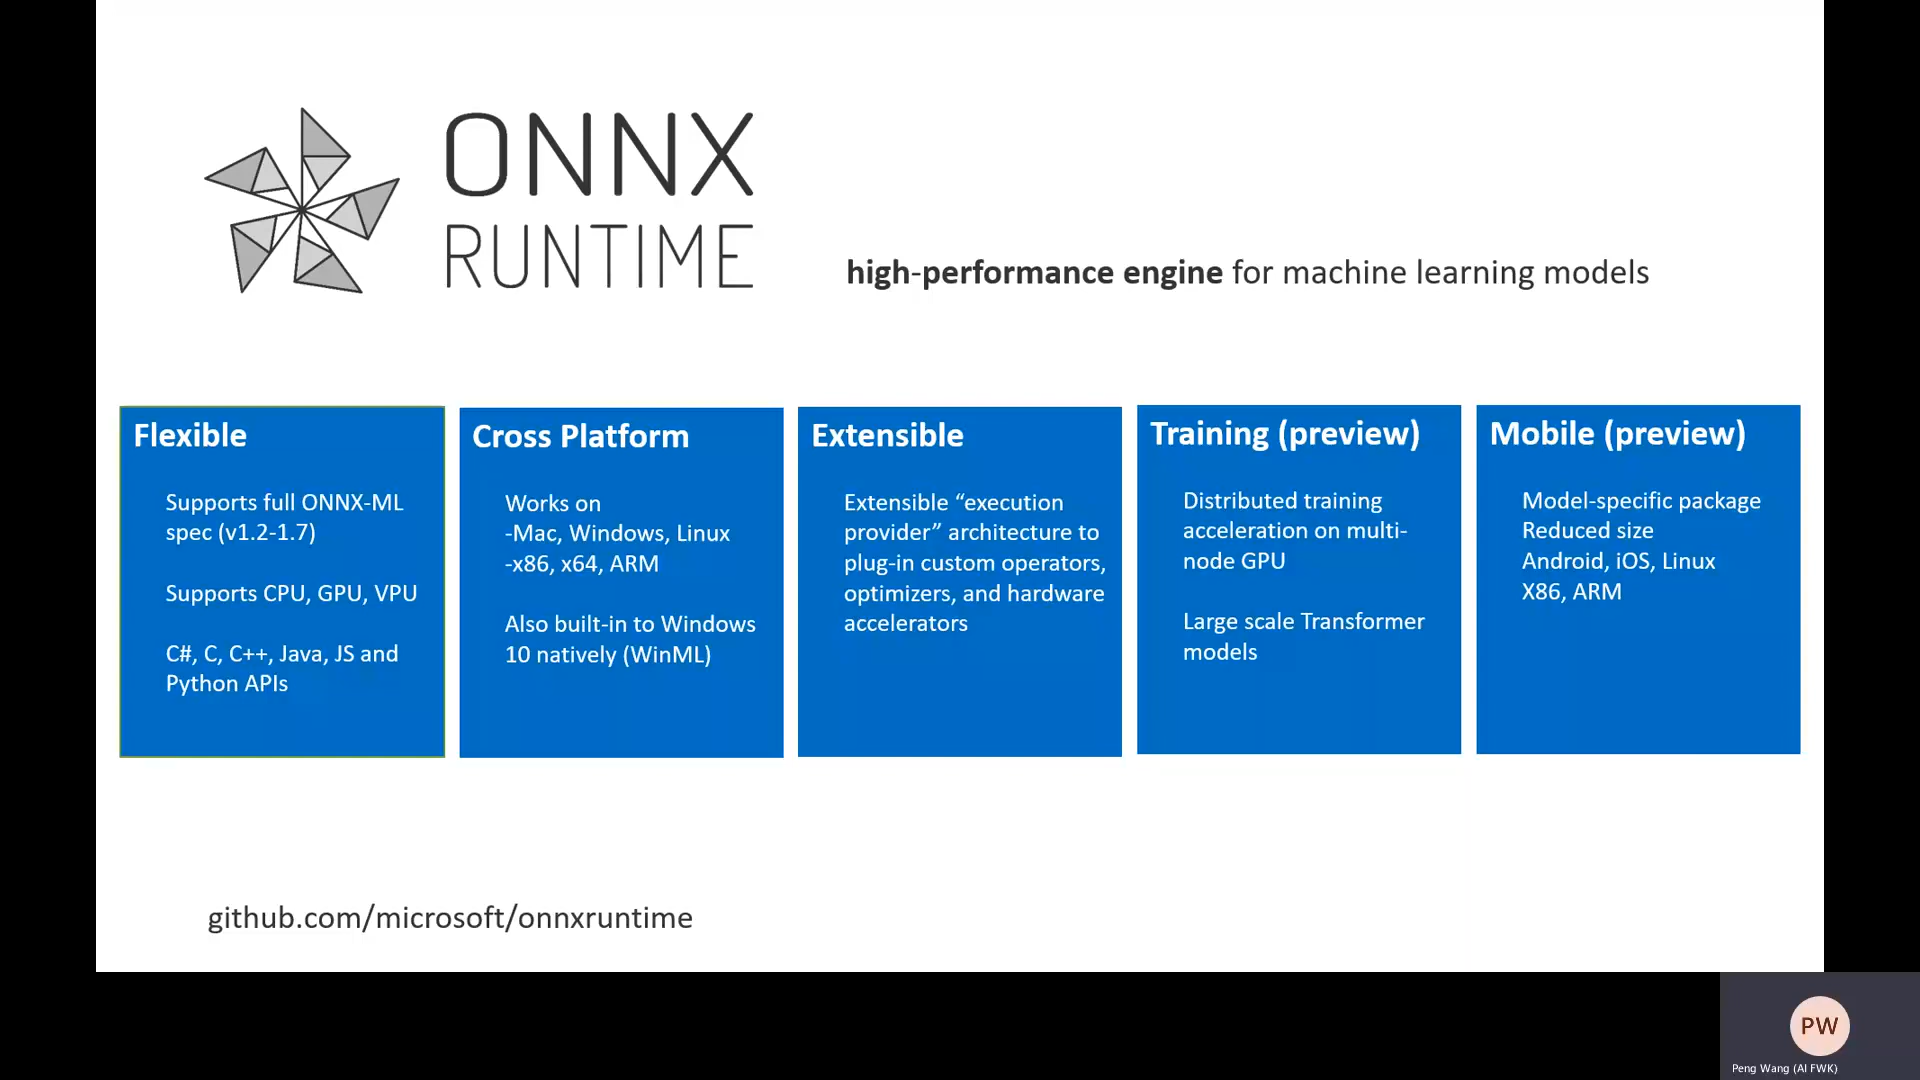 ONNX
RUNTIME
high-performance engine for machine learning models
Flexible
Supports full ONNX-ML
spec (v1.2-1.7)
Supports CPU, GPU, VPU
C#, C, C++, Java, JS and
Python APIs
Cross Platform
Works on
-Mac, Windows, Linux
-x86, x64, ARM
Also built-in to Windows
10 natively (WinML)
Extensible
Extensible “execution
provider” architecture to
plug-in custom operators,
optimizers, and hardware
accelerators
Training (preview)
Distributed training
acceleration on multi-
node GPU
Large scale Transformer
models
Mobile (preview)
Model-specific package
Reduced size
Android, iOS, Linux
X86, ARM
github.com/microsoft/onnxruntime
PW
Peng Wang (AI FWK)